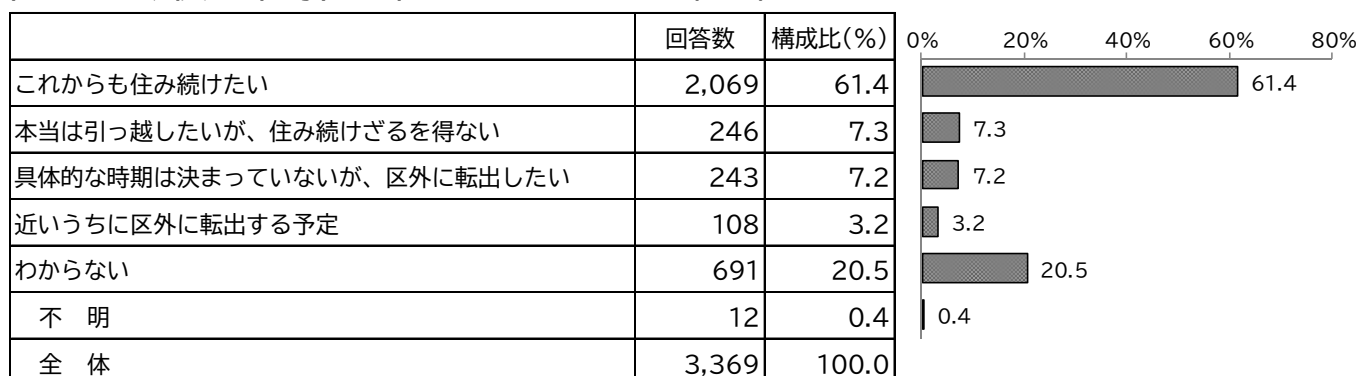 回答数 構成比(%) 0% 20% 40% 60% 80%
これからも住み続けたい 2,069 61.4 61.4
本当は引っ越したいが、住み続けざるを得ない 246 7.3 7.3
具体的な時期は決まっていないが、区外に転出したい 243 7.2 7.2
近いうちに区外に転出する予定 108 3.2 3.2
わからない 691 20.5 20.5
不 明 12 0.4 0.4
全 体 3,369 100.0